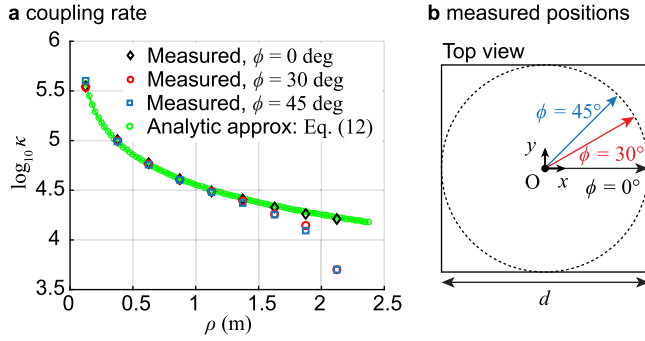 a coupling rate
Measured, ϕ = 0 deg
Measured, ϕ = 30 deg
Measured, ϕ = 45 deg
Analytic approx: Eq. (12)
log₁₀ κ
6
5.5
5
4.5
4
3.5
0
0.5
1
1.5
2
2.5
ρ (m)
b measured positions
Top view
ϕ = 45°
ϕ = 30°
ϕ = 0°
y
x
O
d